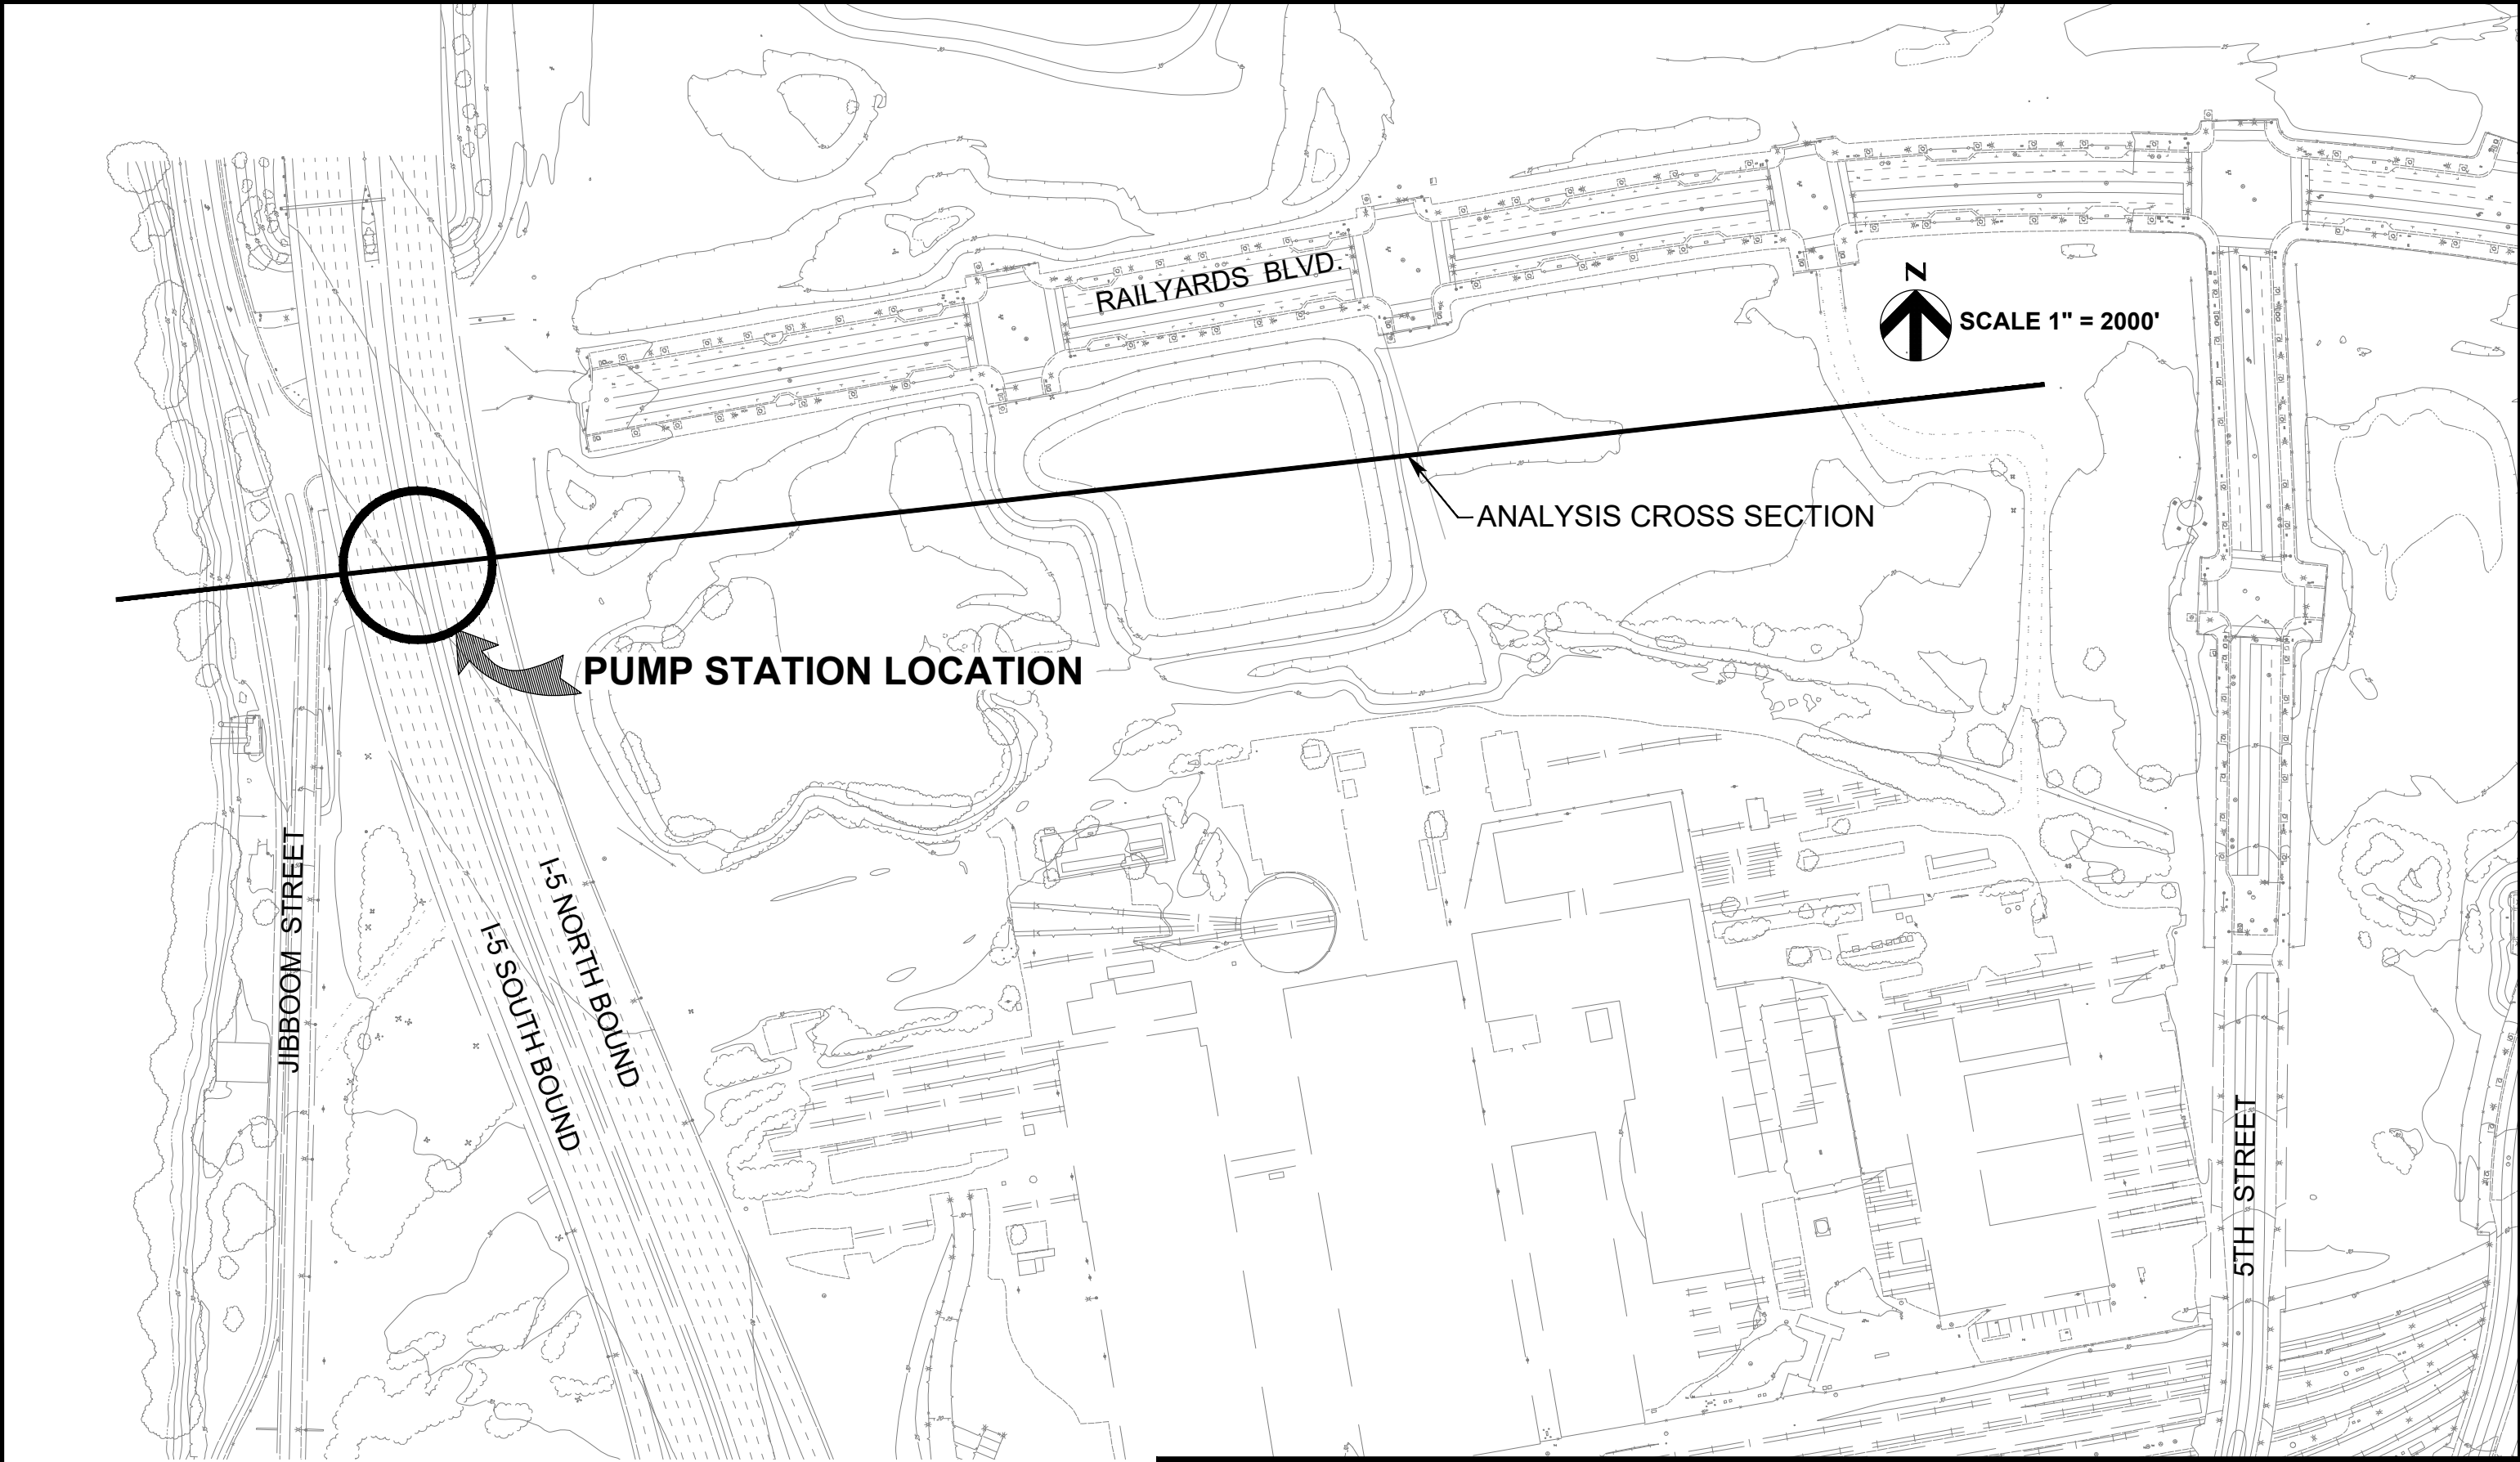 RAILYARDS BLVD.
N
SCALE 1" = 2000'
ANALYSIS CROSS SECTION
PUMP STATION LOCATION
JIBBOOM STREET
I-5 NORTH BOUND
I-5 SOUTH BOUND
5TH STREET